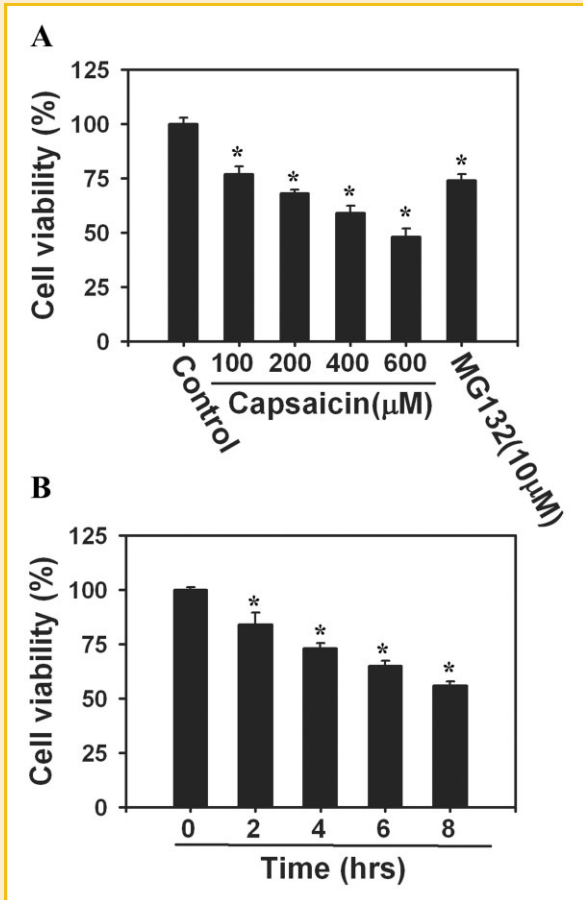 A
125
100
75
50
25
0
Cell viability (%)
*
*
*
*
*
Control
100 200 400 600
Capsaicin(μM)
MG132(10μM)
B
125
100
75
50
25
0
Cell viability (%)
*
*
*
*
0 2 4 6 8
Time (hrs)